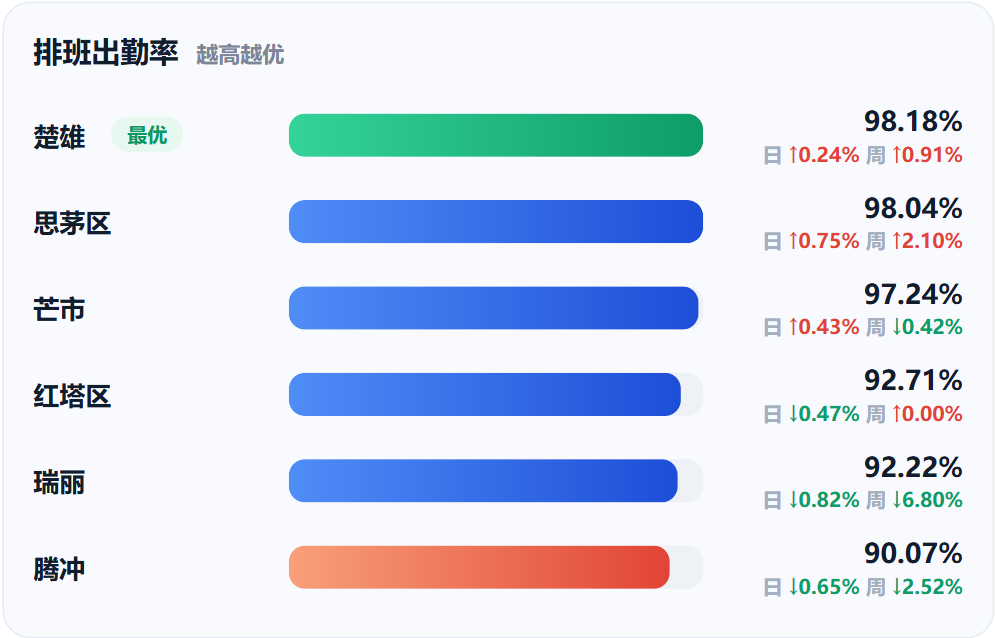 排班出勤率 越高越优
楚雄 最优 98.18%
日 ↑0.24% 周 ↑0.91%
思茅区 98.04%
日 ↑0.75% 周 ↑2.10%
芒市 97.24%
日 ↑0.43% 周 ↓0.42%
红塔区 92.71%
日 ↓0.47% 周 ↑0.00%
瑞丽 92.22%
日 ↓0.82% 周 ↓6.80%
腾冲 90.07%
日 ↓0.65% 周 ↓2.52%